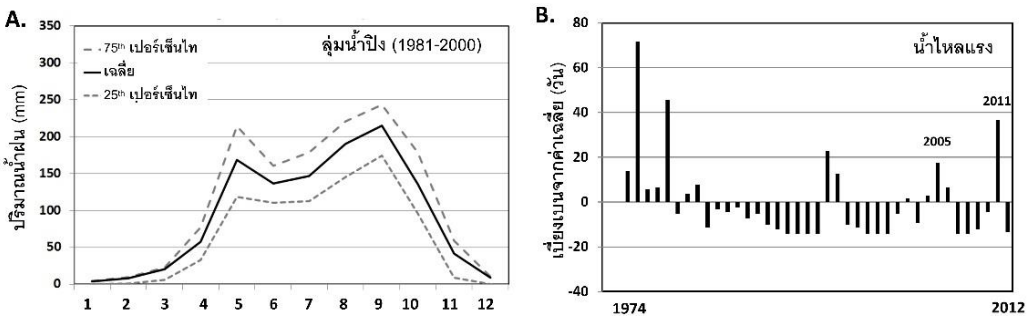 A.
ปริมาณน้ำฝน (mm)
350
300
250
200
150
100
50
0
75th เปอร์เซ็นไท
เฉลี่ย
25th เปอร์เซ็นไท
ลุ่มน้ำปิง (1981-2000)
1 2 3 4 5 6 7 8 9 10 11 12
B.
เบี่ยงเบนจากค่าเฉลี่ย (วัน)
80
60
40
20
0
-20
-40
น้ำไหลแรง
2011
2005
1974 2012